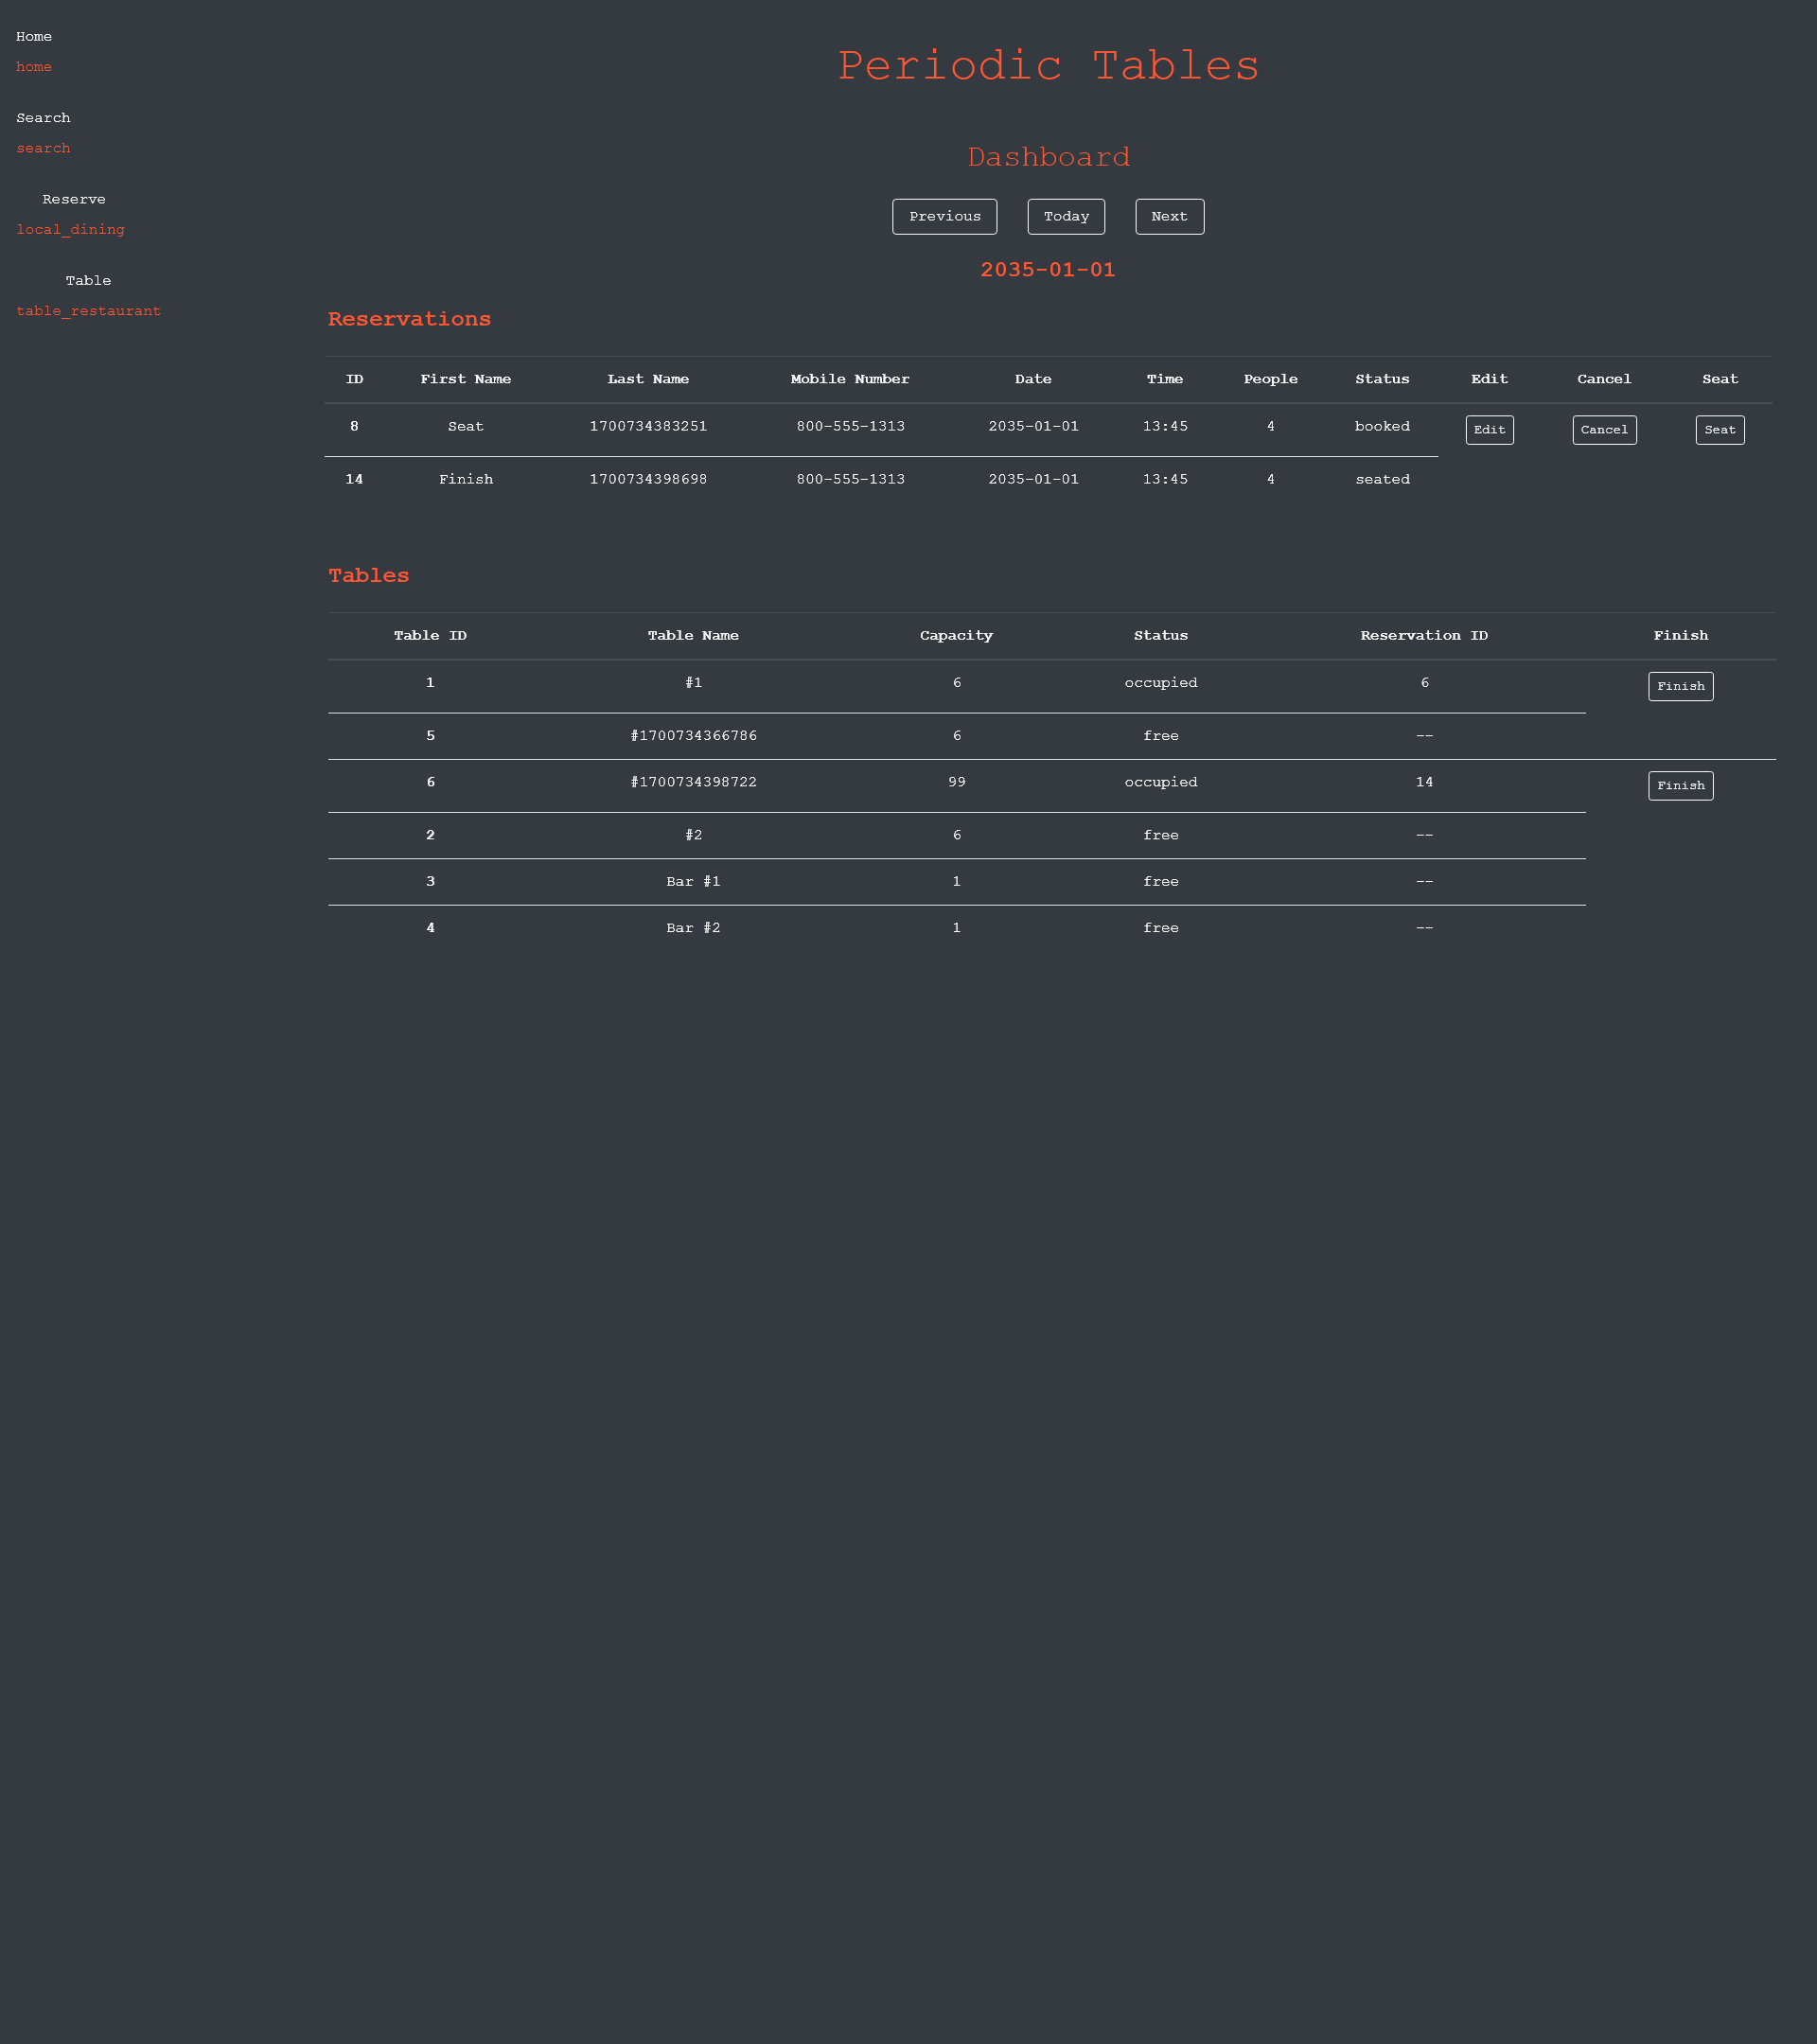 Home
home
Search
search
Reserve
local_dining
Table
table_restaurant
Periodic Tables
Dashboard
Previous Today Next
2035-01-01
Reservations
ID First Name Last Name Mobile Number Date Time People Status Edit Cancel Seat
8 Seat 1700734383251 800-555-1313 2035-01-01 13:45 4 booked Edit Cancel Seat
14 Finish 1700734398698 800-555-1313 2035-01-01 13:45 4 seated
Tables
Table ID Table Name Capacity Status Reservation ID Finish
1 #1 6 occupied 6 Finish
5 #1700734366786 6 free --
6 #1700734398722 99 occupied 14 Finish
2 #2 6 free --
3 Bar #1 1 free --
4 Bar #2 1 free --